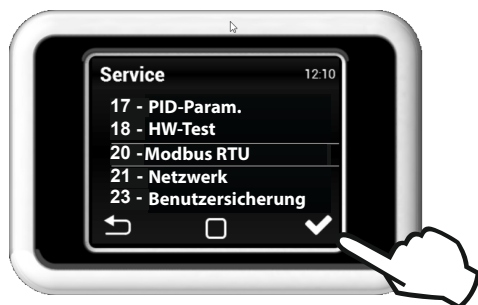 Service 12:10
17 - PID-Param.
18 - HW-Test
20 -Modbus RTU
21 - Netzwerk
23 - Benutzersicherung